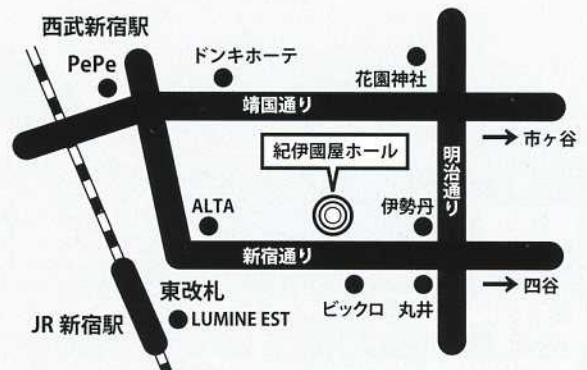 西武新宿駅
PePe
ドンキホーテ
花園神社
靖国通り
→市ヶ谷
紀伊國屋ホール
明治通り
ALTA
伊勢丹
新宿通り
→四谷
東改札
ビックロ
丸井
JR 新宿駅
LUMINE EST